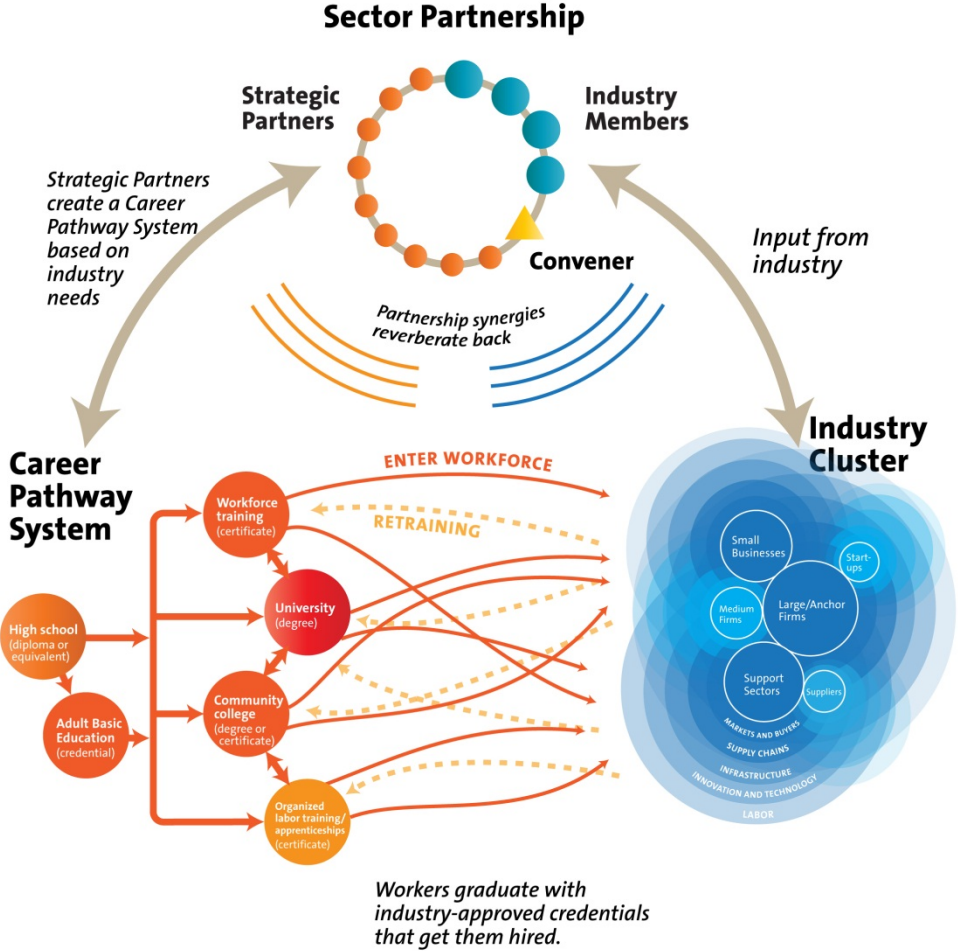 Sector Partnership
Strategic
Partners
Industry
Members
Strategic Partners
create a Career
Pathway System
based on
industry
needs
Input from
industry
Convener
Partnership synergies
reverberate back
Career
Pathway
System
Industry
Cluster
ENTER WORKFORCE
RETRAINING
Workforce
training
(certificate)
University
(degree)
High school
(diploma or
equivalent)
Adult Basic
Education
(credential)
Community
college
(degree or
certificate)
Organized
labor training/
apprenticeships
(certificate)
Small
Businesses
Start-
ups
Medium
Firms
Large/Anchor
Firms
Support
Sectors
Suppliers
MARKETS AND BUYERS
SUPPLY CHAINS
INFRASTRUCTURE
INNOVATION AND TECHNOLOGY
LABOR
Workers graduate with
industry-approved credentials
that get them hired.